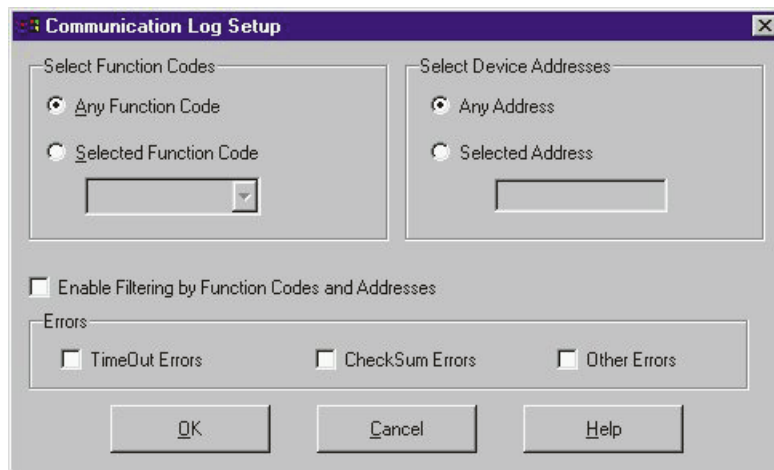 Communication Log Setup
Select Function Codes
Any Function Code
Selected Function Code
Select Device Addresses
Any Address
Selected Address
Enable Filtering by Function Codes and Addresses
Errors
TimeOut Errors
CheckSum Errors
Other Errors
OK
Cancel
Help